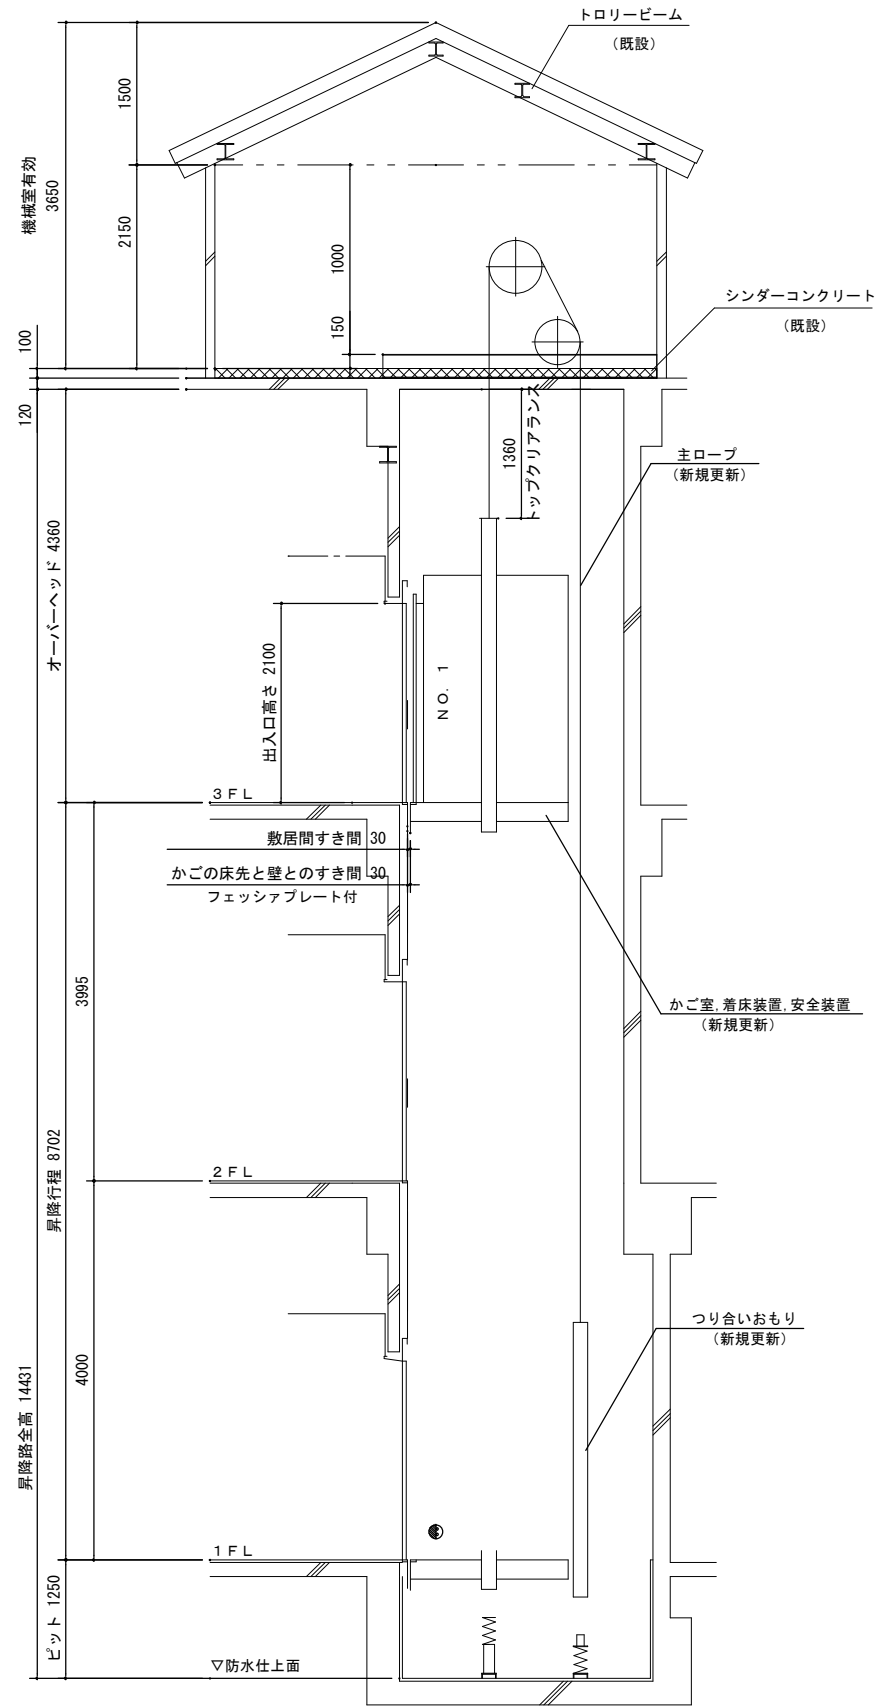 トロリービーム
(既設)
1500
機械室有効
3650
2150
1000
150
シンダーコンクリート
(既設)
100
120
1360
トップクリアランス
主ロープ
(新規更新)
オーバーヘッド 4360
出入口高さ 2100
NO. 1
3FL
敷居間すき間 30
かごの床先と壁とのすき間 30
フェッシャプレート付
3995
かご室,着床装置,安全装置
(新規更新)
昇降行程 8702
2FL
つり合いおもり
(新規更新)
4000
昇降路全高 14431
1FL
ピット 1250
▽防水仕上面